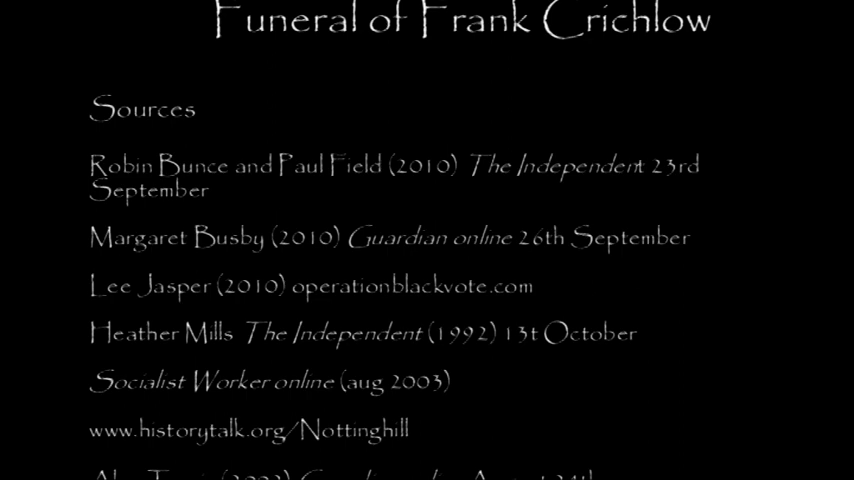 Funeral of Frank Crichlow
Sources
Robin Bunce and Paul Field (2010) The Independent 23rd
September
Margaret Busby (2010) Guardian online 26th September
Lee Jasper (2010) operationblackvote.com
Heather Mills The Independent (1992) 13t October
Socialist Worker online (aug 2003)
www.historytalk.org/Nottinghill